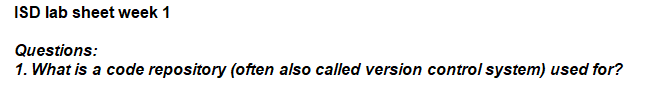 ISD lab sheet week 1
Questions:
1. What is a code repository (often also called version control system) used for?